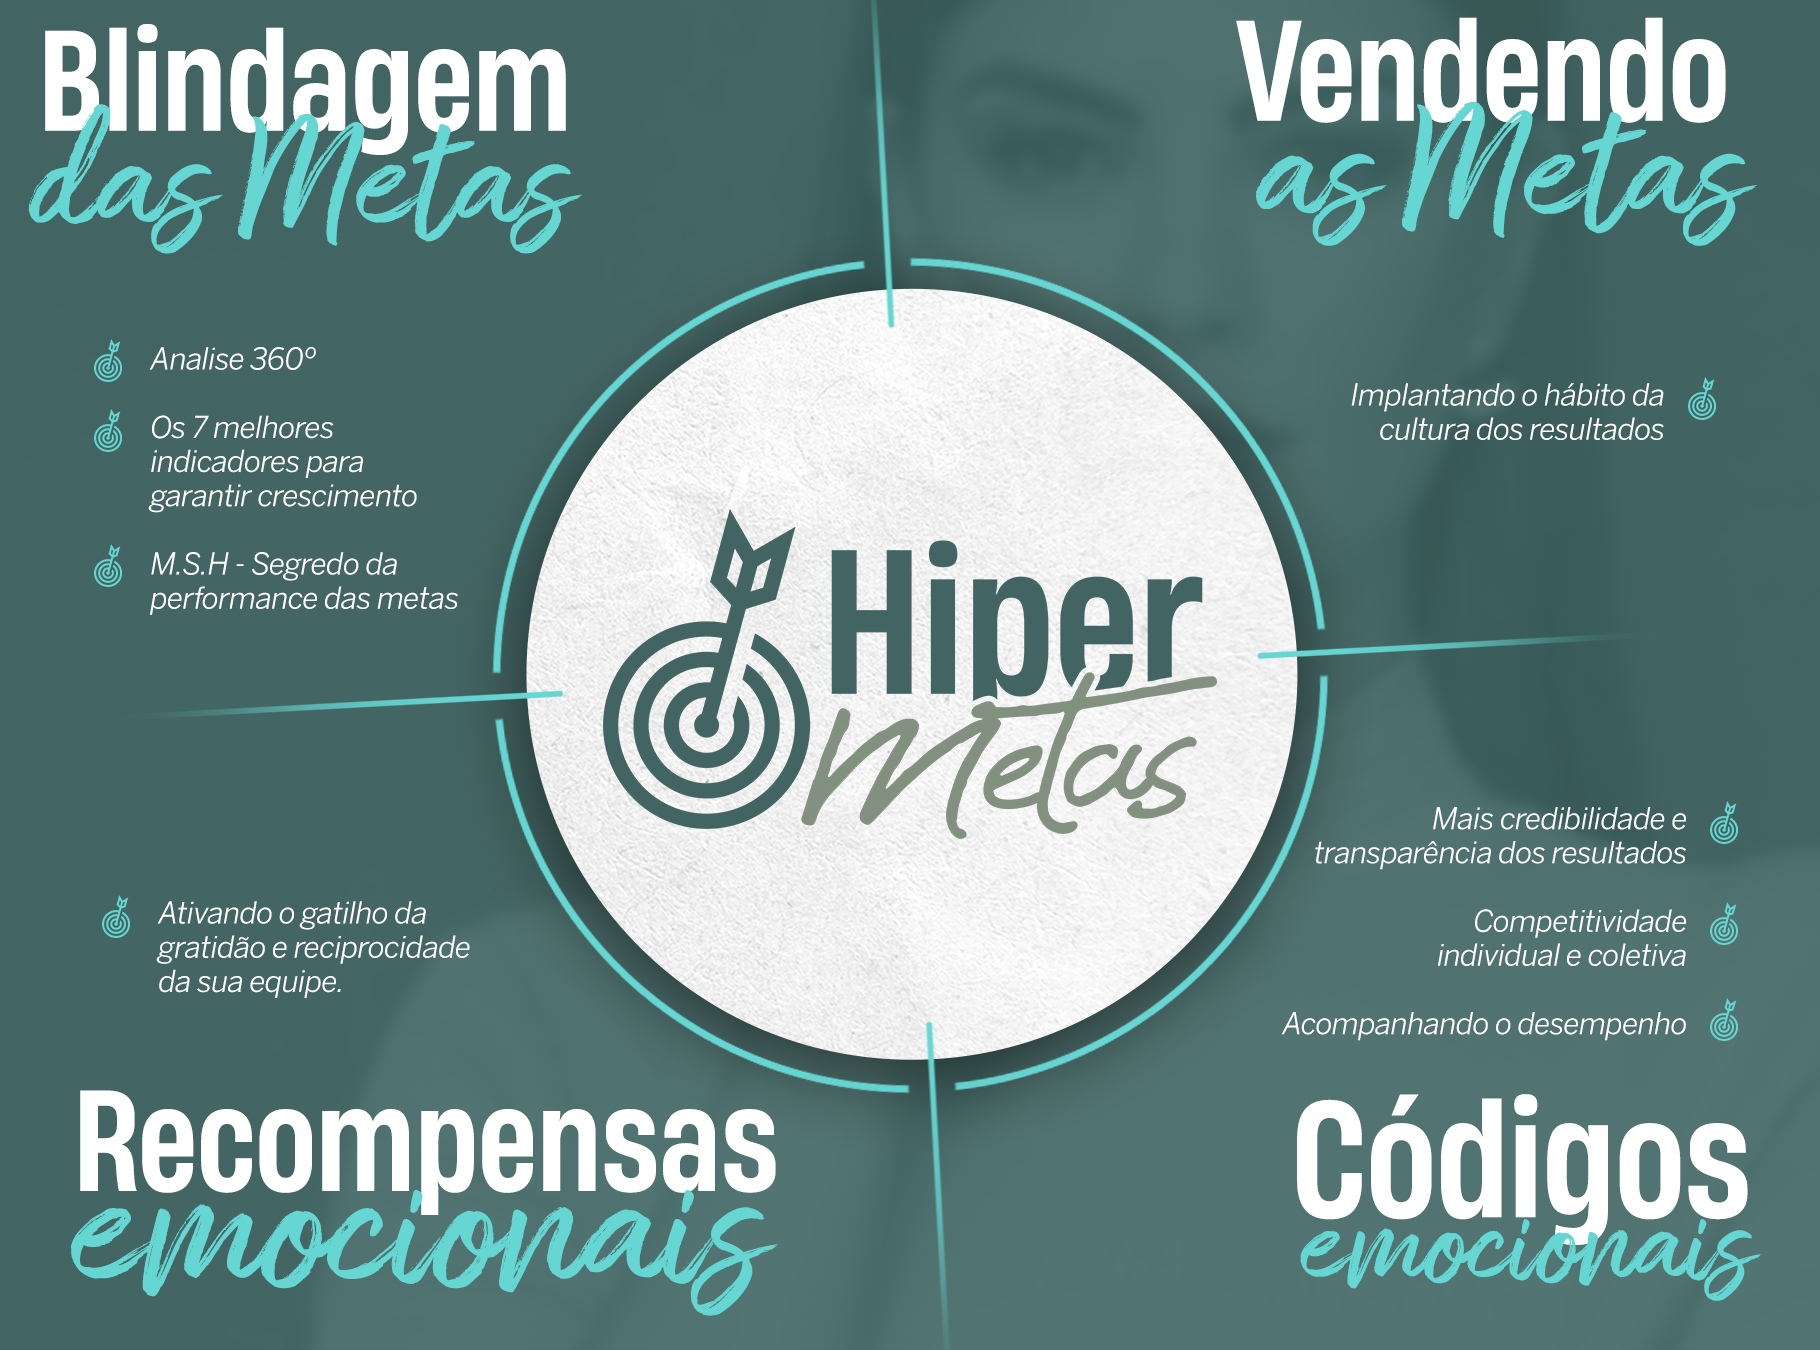 Blindagem
das Metas
Analise 360º
Os 7 melhores
indicadores para
garantir crescimento
M.S.H - Segredo da
performance das metas
Vendendo
as Metas
Implantando o hábito da
cultura dos resultados
Hiper
Metas
Ativando o gatilho da
gratidão e reciprocidade
da sua equipe.
Recompensas
emocionais
Mais credibilidade e
transparência dos resultados
Competitividade
individual e coletiva
Acompanhando o desempenho
Códigos
emocionais